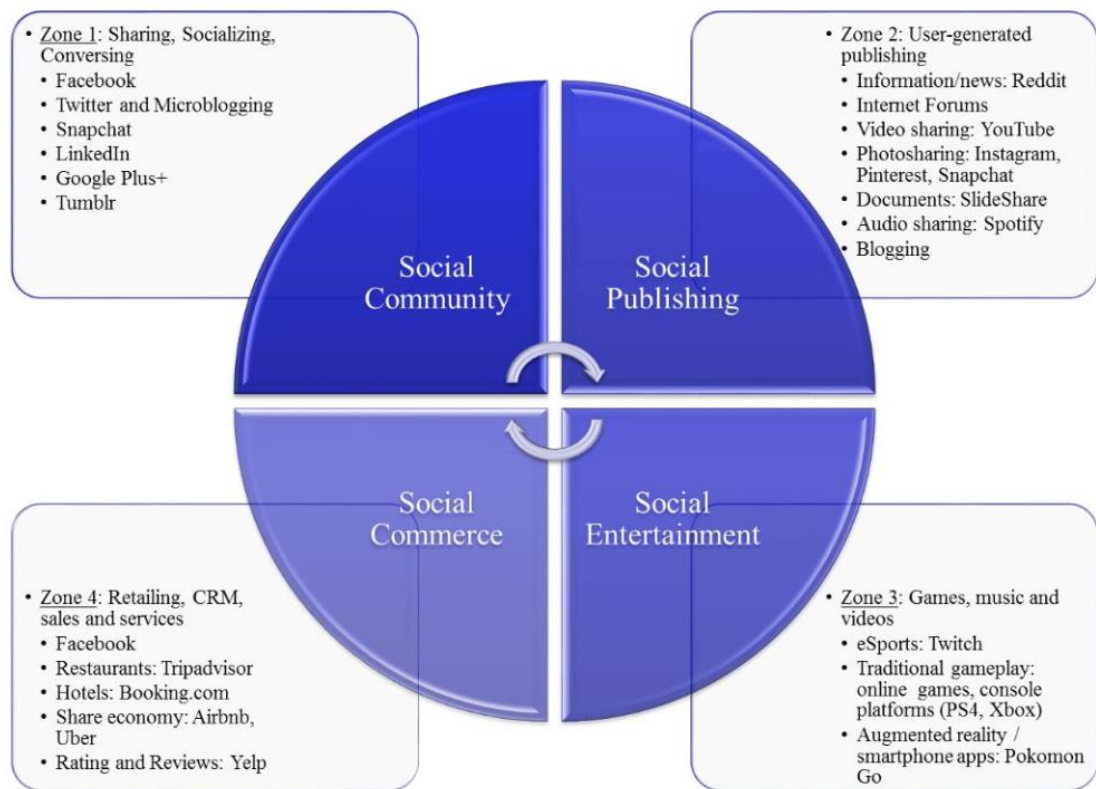 • Zone 1: Sharing, Socializing,
Conversing
• Facebook
• Twitter and Microblogging
• Snapchat
• LinkedIn
• Google Plus+
• Tumblr
• Zone 2: User-generated
publishing
• Information/news: Reddit
• Internet Forums
• Video sharing: YouTube
• Photosharing: Instagram,
Pinterest, Snapchat
• Documents: SlideShare
• Audio sharing: Spotify
• Blogging
Social
Community
Social
Publishing
Social
Commerce
Social
Entertainment
• Zone 4: Retailing, CRM,
sales and services
• Facebook
• Restaurants: Tripadvisor
• Hotels: Booking.com
• Share economy: Airbnb,
Uber
• Rating and Reviews: Yelp
• Zone 3: Games, music and
videos
• eSports: Twitch
• Traditional gameplay:
online games, console
platforms (PS4, Xbox)
• Augmented reality /
smartphone apps: Pokomon
Go